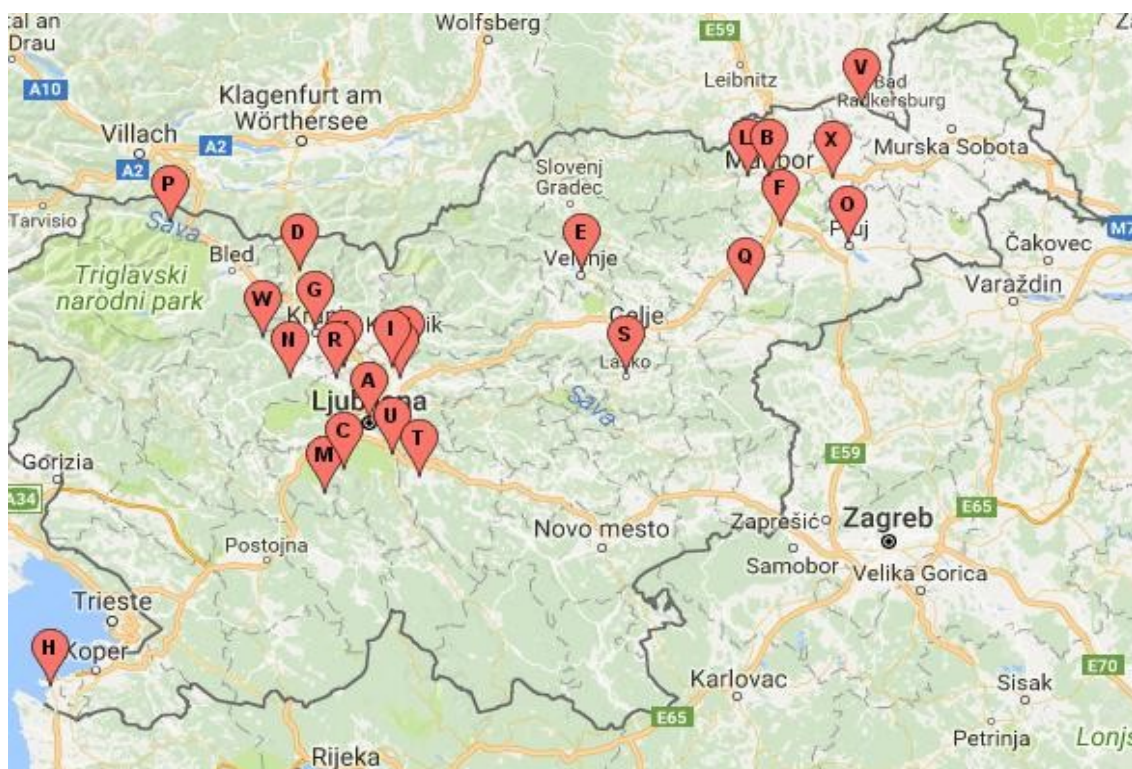 tal an
Drau
Wolfsberg
E59
Leibnitz
V
Bad
Radkersburg
A10
Klagenfurt am
Wörthersee
Villach
A2
A2
L
B
X
Murska Sobota
P
Slovenj
Gradec
F
Tarvisio
Sava
O
Ptuj
M7
D
E
Velenje
Bled
Q
Čakovec
Varaždin
Triglavski
narodni park
G
W
Kranj
I
Celje
N
R
S
Laško
A
Ljubljana
Sava
U
C
T
M
Gorizia
A34
E59
E65
Novo mesto
Zaprešić
Zagreb
Postojna
Samobor
Velika Gorica
Trieste
H
Koper
Karlovac
E70
Sisak
E65
Petrinja
Lonjs
Rijeka